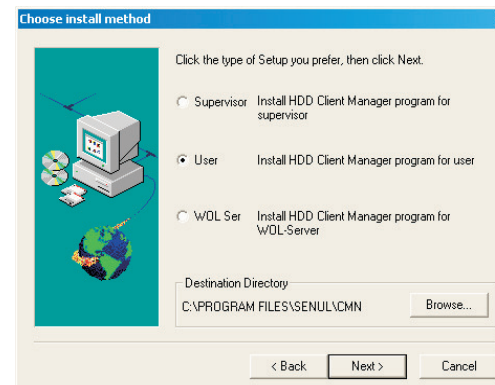 Choose install method
Click the type of Setup you prefer, then click Next.
Supervisor Install HDD Client Manager program for
supervisor
User Install HDD Client Manager program for user
WOL Ser Install HDD Client Manager program for
WOL-Server
Destination Directory
C:\PROGRAM FILES\SENUL\CMN Browse...
< Back Next > Cancel